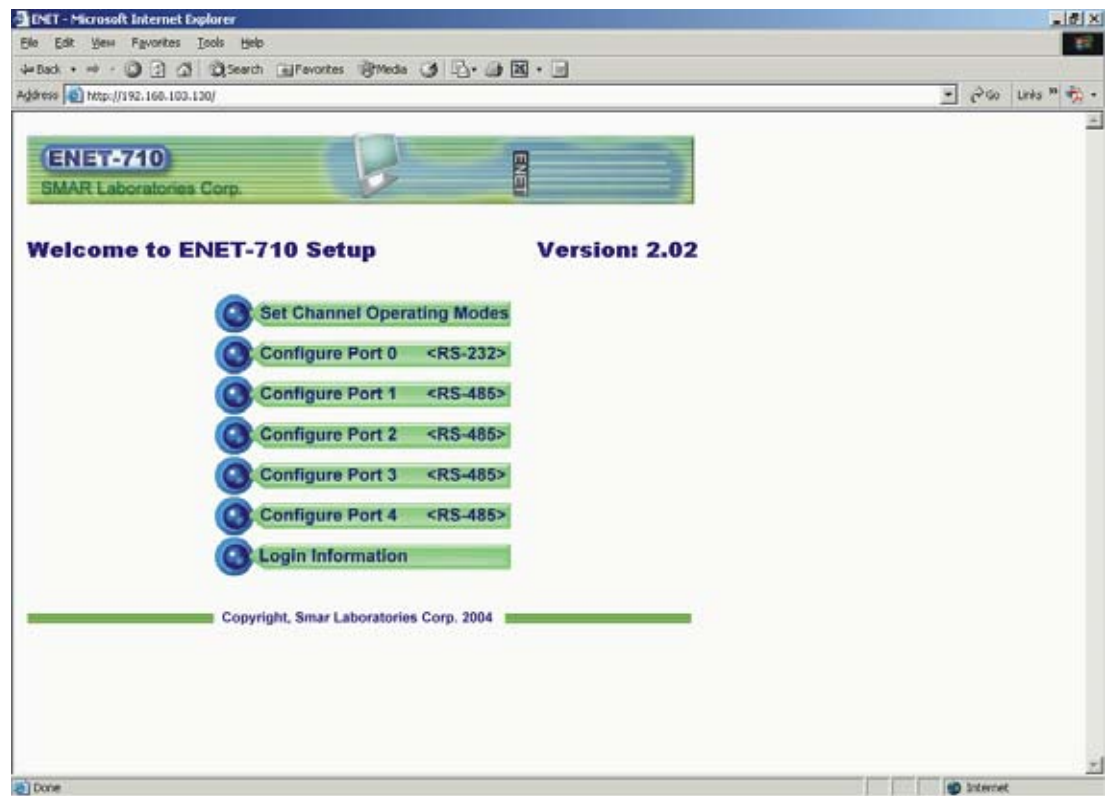 ENET - Microsoft Internet Explorer
File Edit View Favorites Tools Help
Back Search Favorites Media
Address http://192.168.103.130/ Go Links »
ENET-710
SMAR Laboratories Corp.
ENET
Welcome to ENET-710 Setup Version: 2.02
Set Channel Operating Modes
Configure Port 0 <RS-232>
Configure Port 1 <RS-485>
Configure Port 2 <RS-485>
Configure Port 3 <RS-485>
Configure Port 4 <RS-485>
Login Information
Copyright, Smar Laboratories Corp. 2004
Done Internet